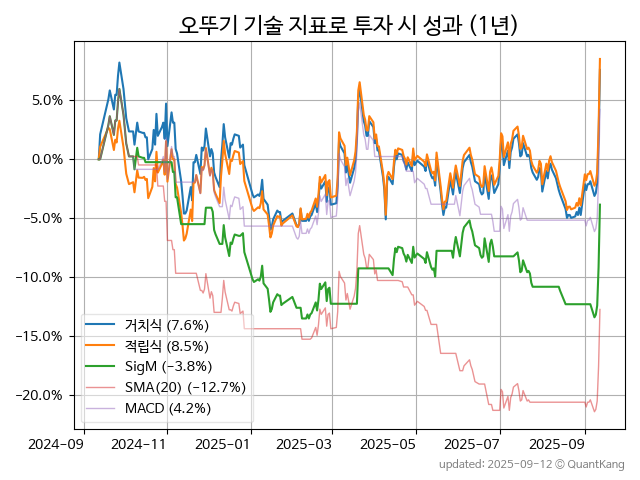 오뚜기 기술 지표로 투자 시 성과 (1년)
5.0%
0.0%
−5.0%
−10.0%
−15.0%
−20.0%
거치식 (7.6%)
적립식 (8.5%)
SigM (−3.8%)
SMA(20) (−12.7%)
MACD (4.2%)
2024-09
2024-11
2025-01
2025-03
2025-05
2025-07
2025-09
updated: 2025-09-12 © QuantKang